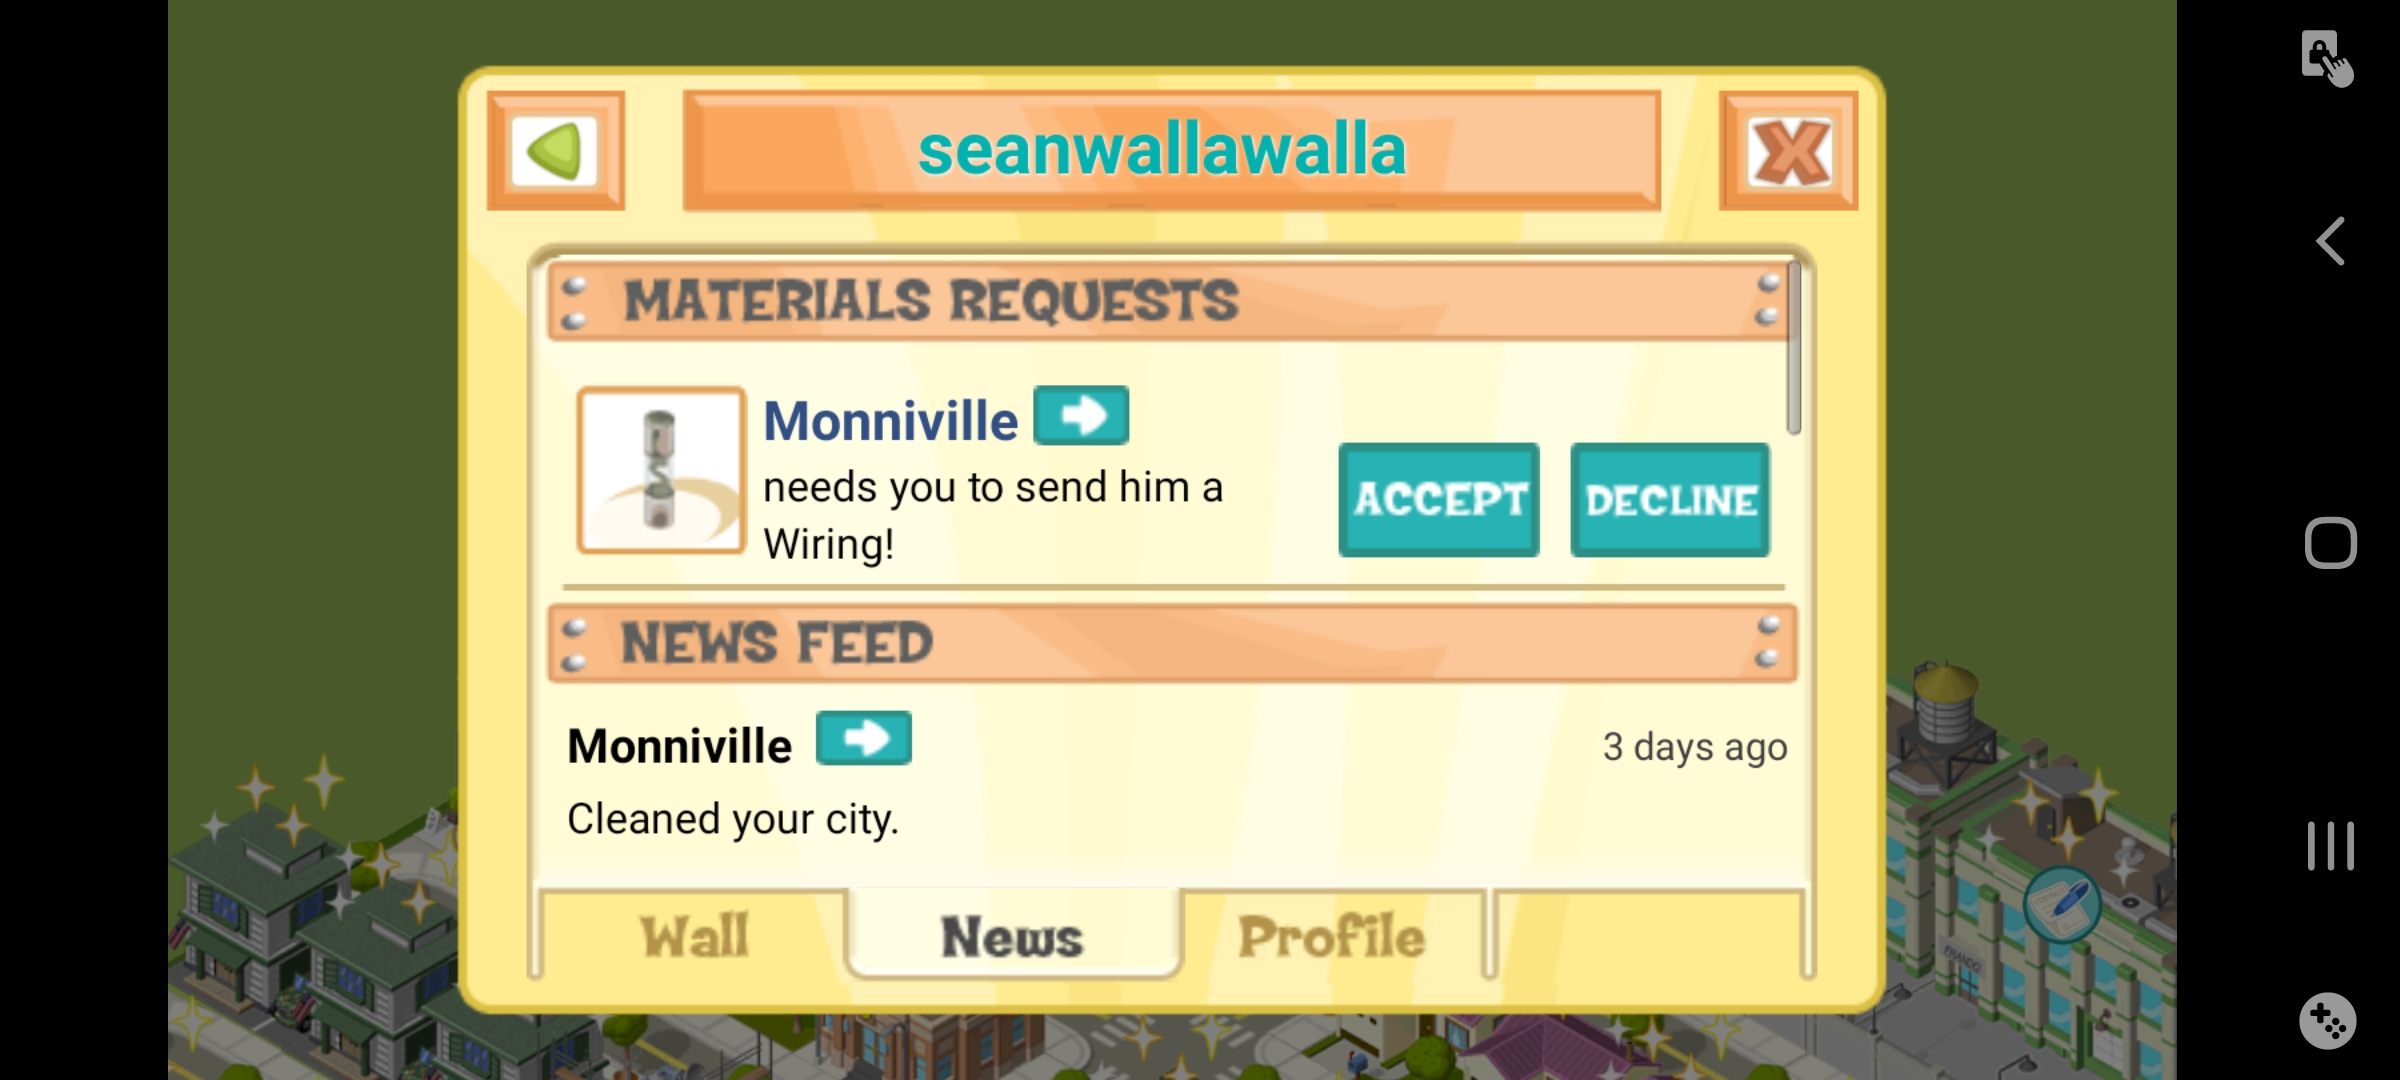 seanwallawalla
MATERIALS REQUESTS
Monniville
needs you to send him a
Wiring!
ACCEPT
DECLINE
NEWS FEED
Monniville
3 days ago
Cleaned your city.
Wall
News
Profile